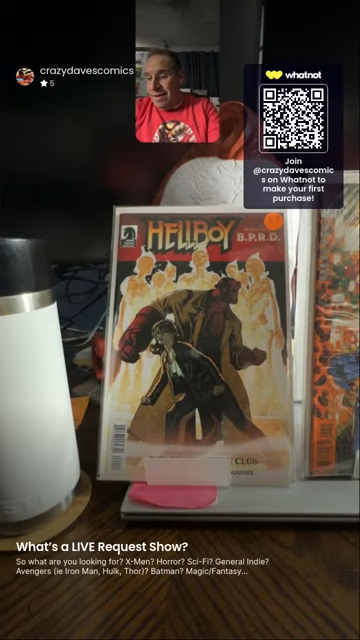 crazydavescomics
★ 5
whatnot
Join
@crazydavescomic
s on Whatnot to
make your first
purchase!
HELLBOY
B.P.R.D.
CLUB
HUGHES
What's a LIVE Request Show?
So what are you looking for? X-Men? Horror? Sci-Fi? General Indie?
Avengers (ie Iron Man, Hulk, Thor)? Batman? Magic/Fantasy...